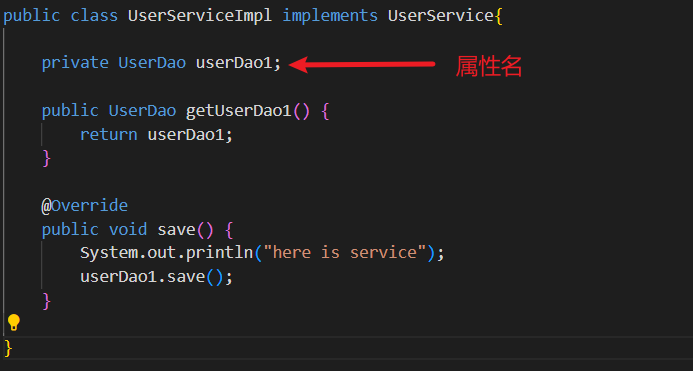 public class UserServiceImpl implements UserService{
private UserDao userDao1;
属性名
public UserDao getUserDao1() {
return userDao1;
}
@Override
public void save() {
System.out.println("here is service");
userDao1.save();
}
}